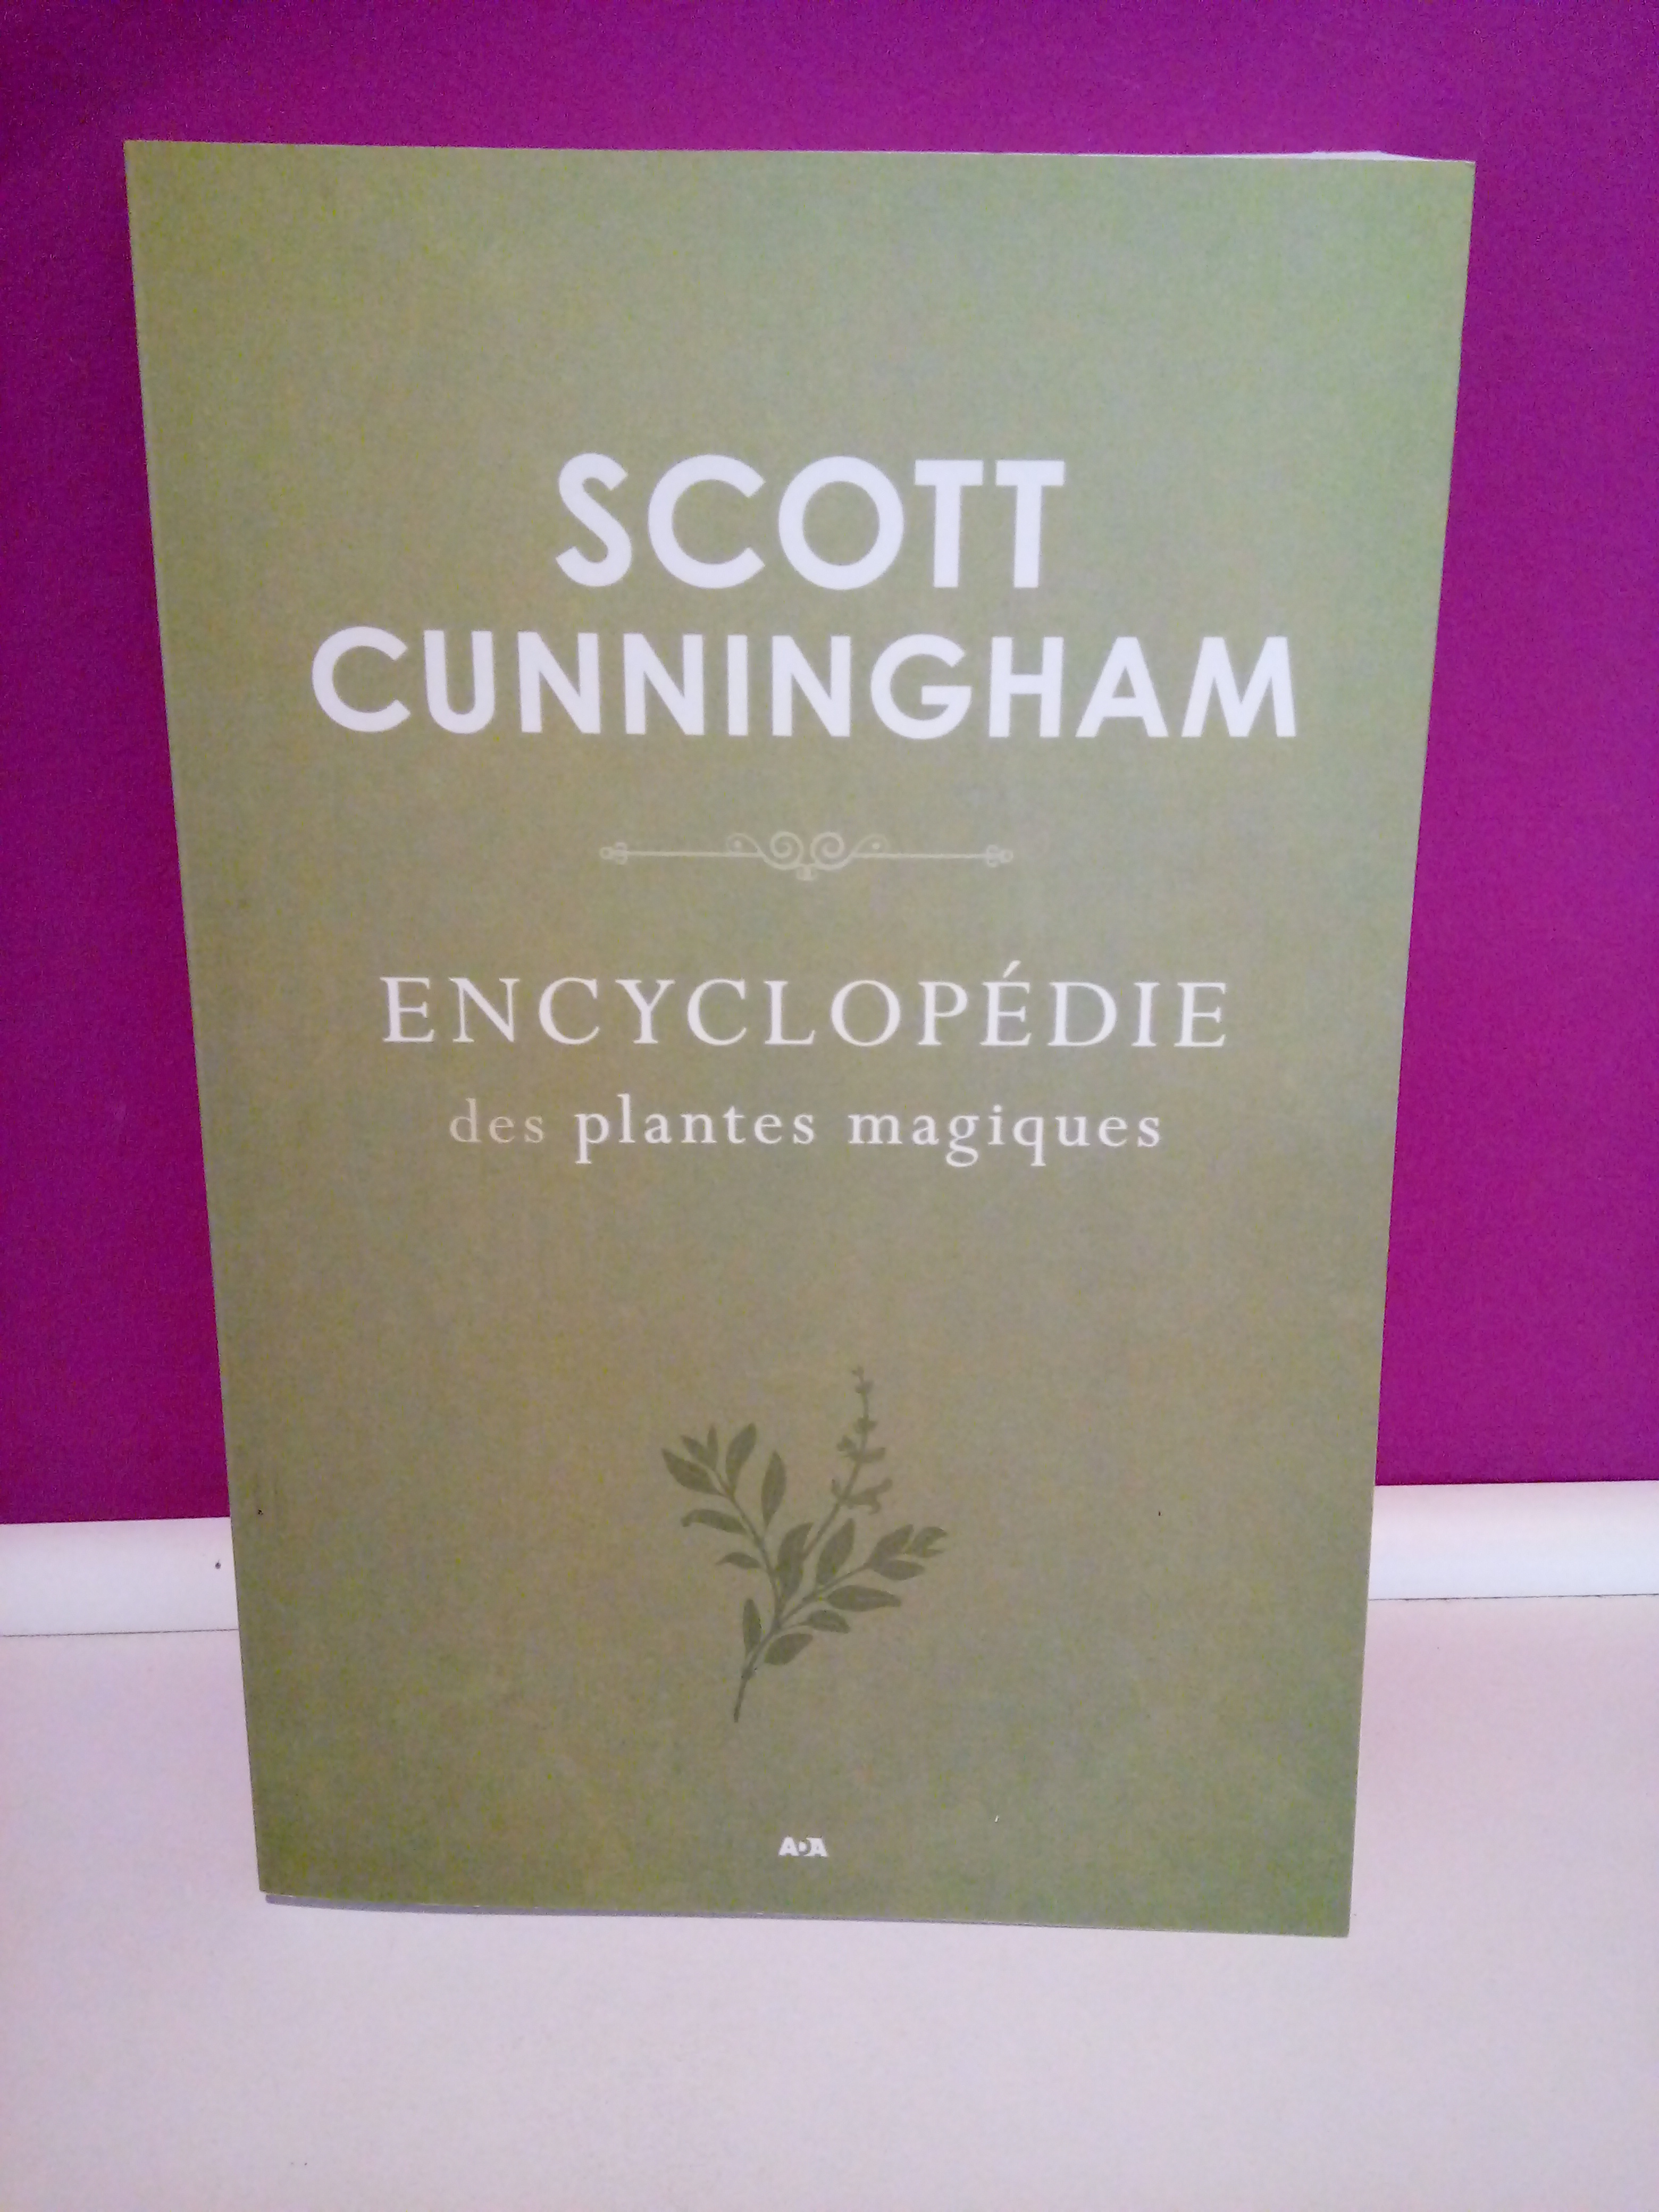 SCOTT
CUNNINGHAM
ENCYCLOPÉDIE
des plantes magiques
ADA